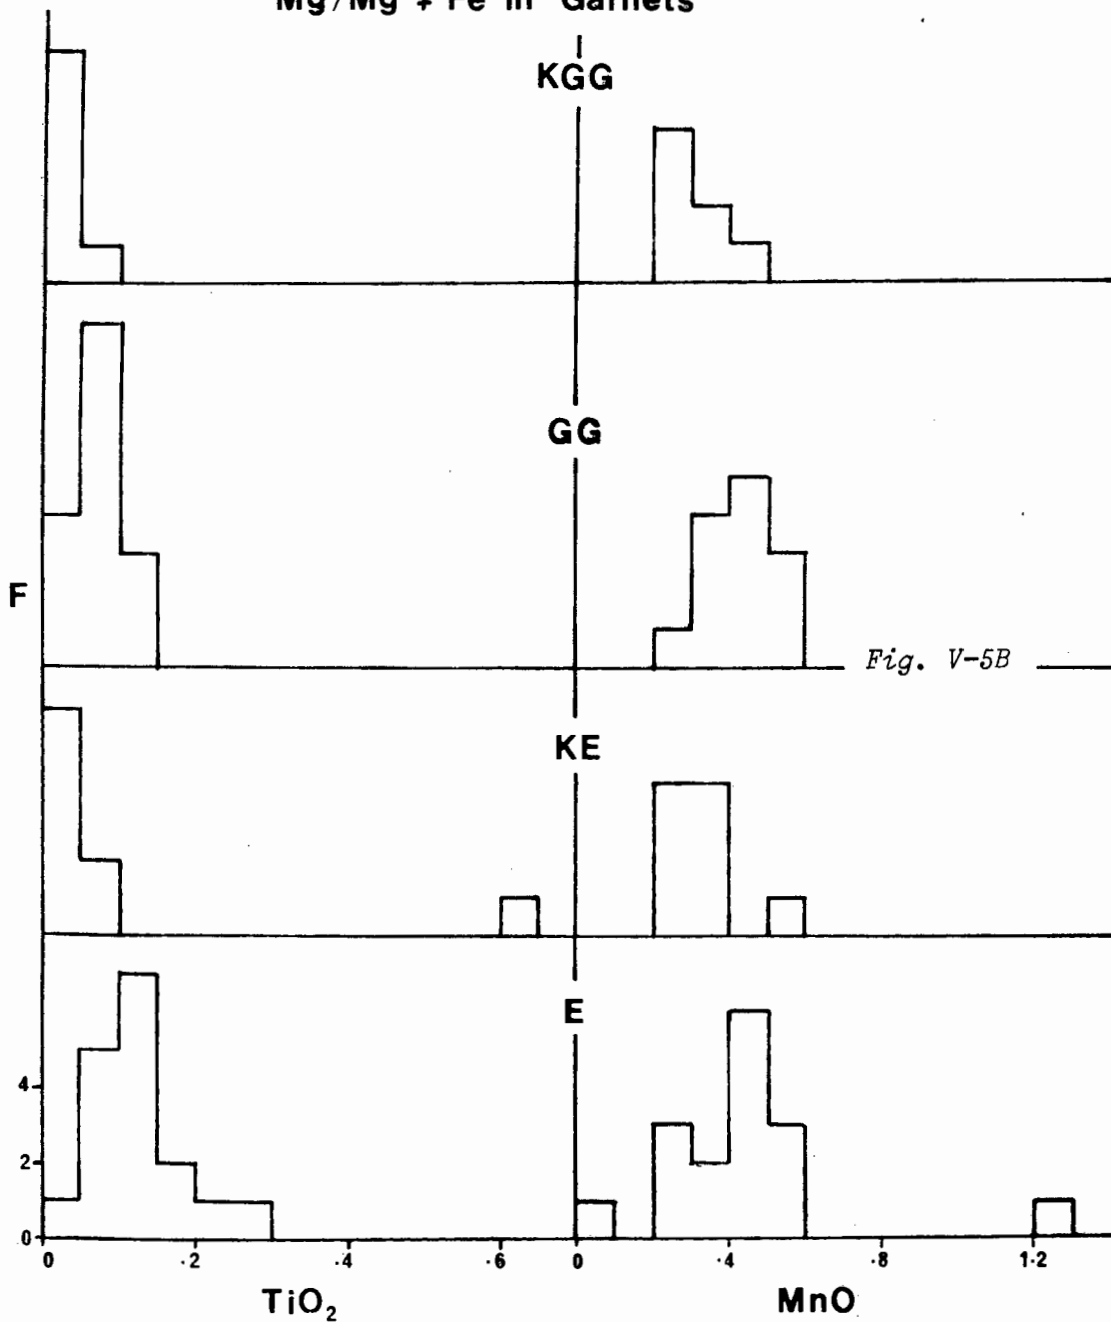 Mg/Mg + Fe in Garnets
KGG
GG
F
Fig. V-5B
KE
E
4
2
0
0 .2 .4 .6 0 .4 .8 1.2
TiO₂ MnO